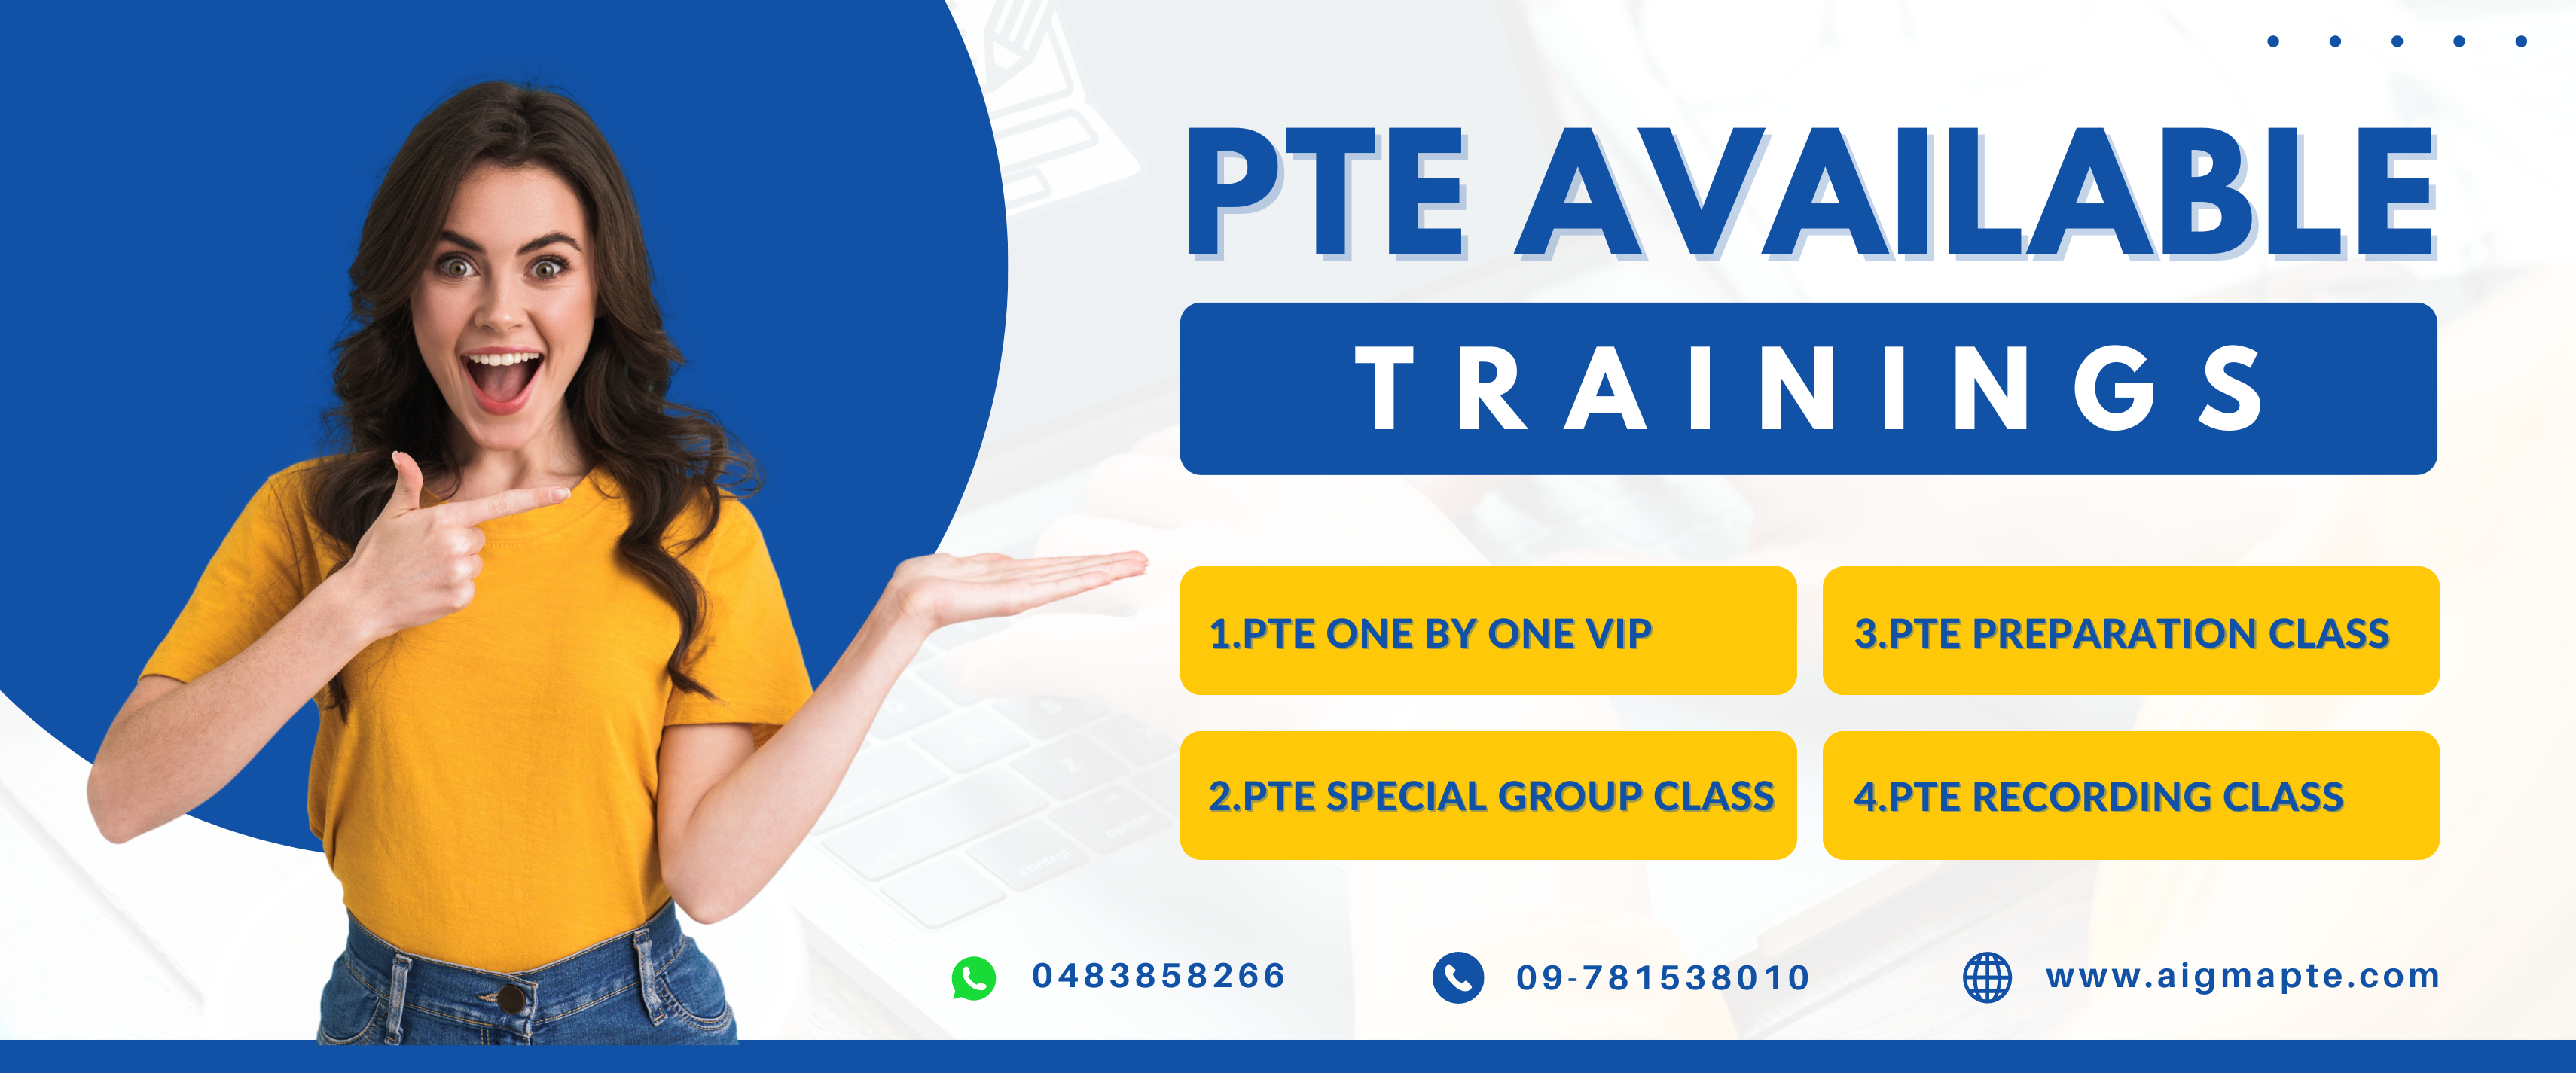 PTE AVAILABLE
TRAININGS
1.PTE ONE BY ONE VIP
3.PTE PREPARATION CLASS
2.PTE SPECIAL GROUP CLASS
4.PTE RECORDING CLASS
0483858266
09-781538010
www.aigmapte.com